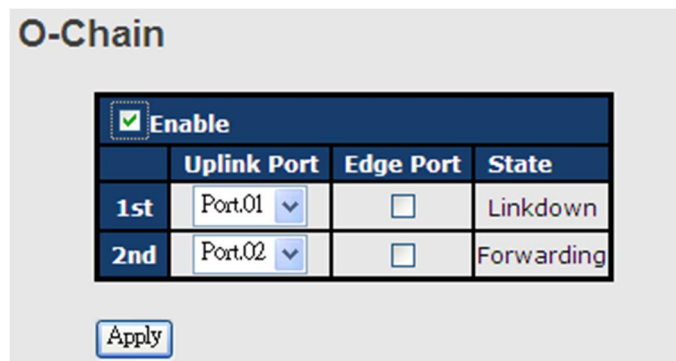 O-Chain
Enable
Uplink Port Edge Port State
1st Port.01 Linkdown
2nd Port.02 Forwarding
Apply